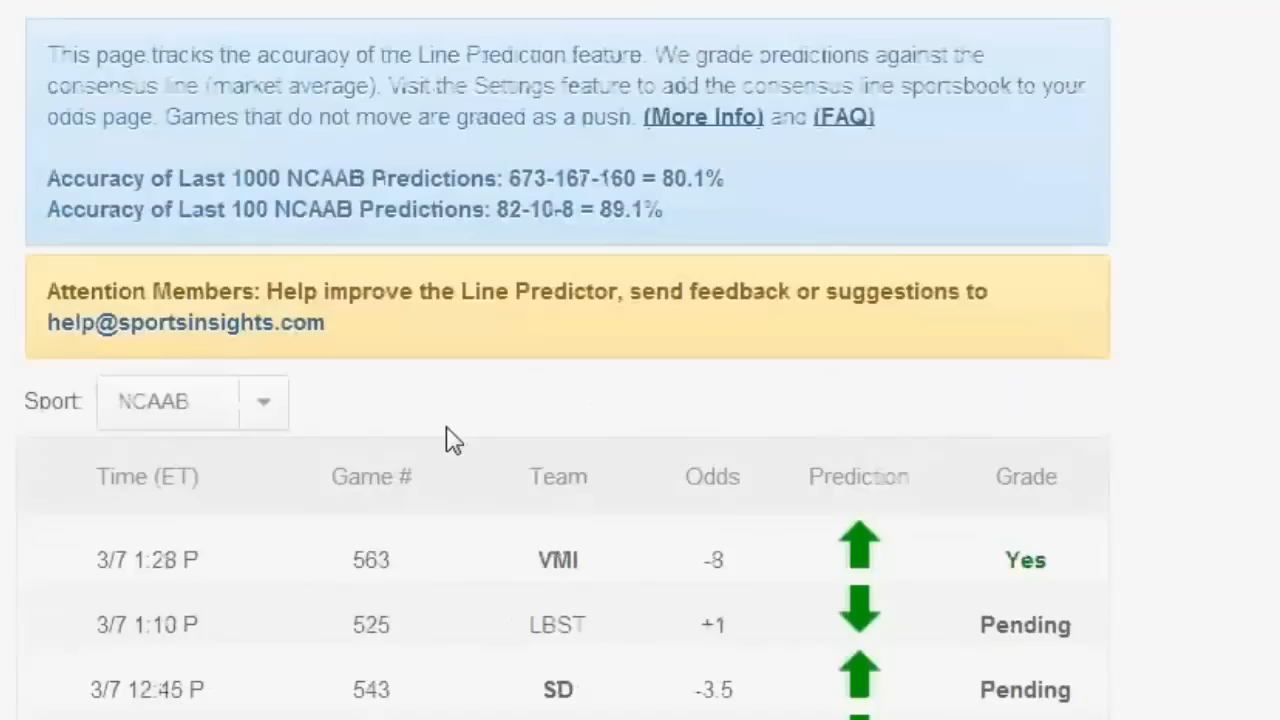 This page tracks the accuracy of the Line Prediction feature. We grade predictions against the
consensus line (market average). Visit the Settings feature to add the consensus line sportsbook to your
odds page. Games that do not move are graded as a push. (More Info) and (FAQ)
Accuracy of Last 1000 NCAAB Predictions: 673-167-160 = 80.1%
Accuracy of Last 100 NCAAB Predictions: 82-10-8 = 89.1%
Attention Members: Help improve the Line Predictor, send feedback or suggestions to
help@sportsinsights.com
Sport: NCAAB
Time (ET) Game # Team Odds Prediction Grade
3/7 1:28 P 563 VMI -8 Yes
3/7 1:10 P 525 LBST +1 Pending
3/7 12:45 P 543 SD -3.5 Pending